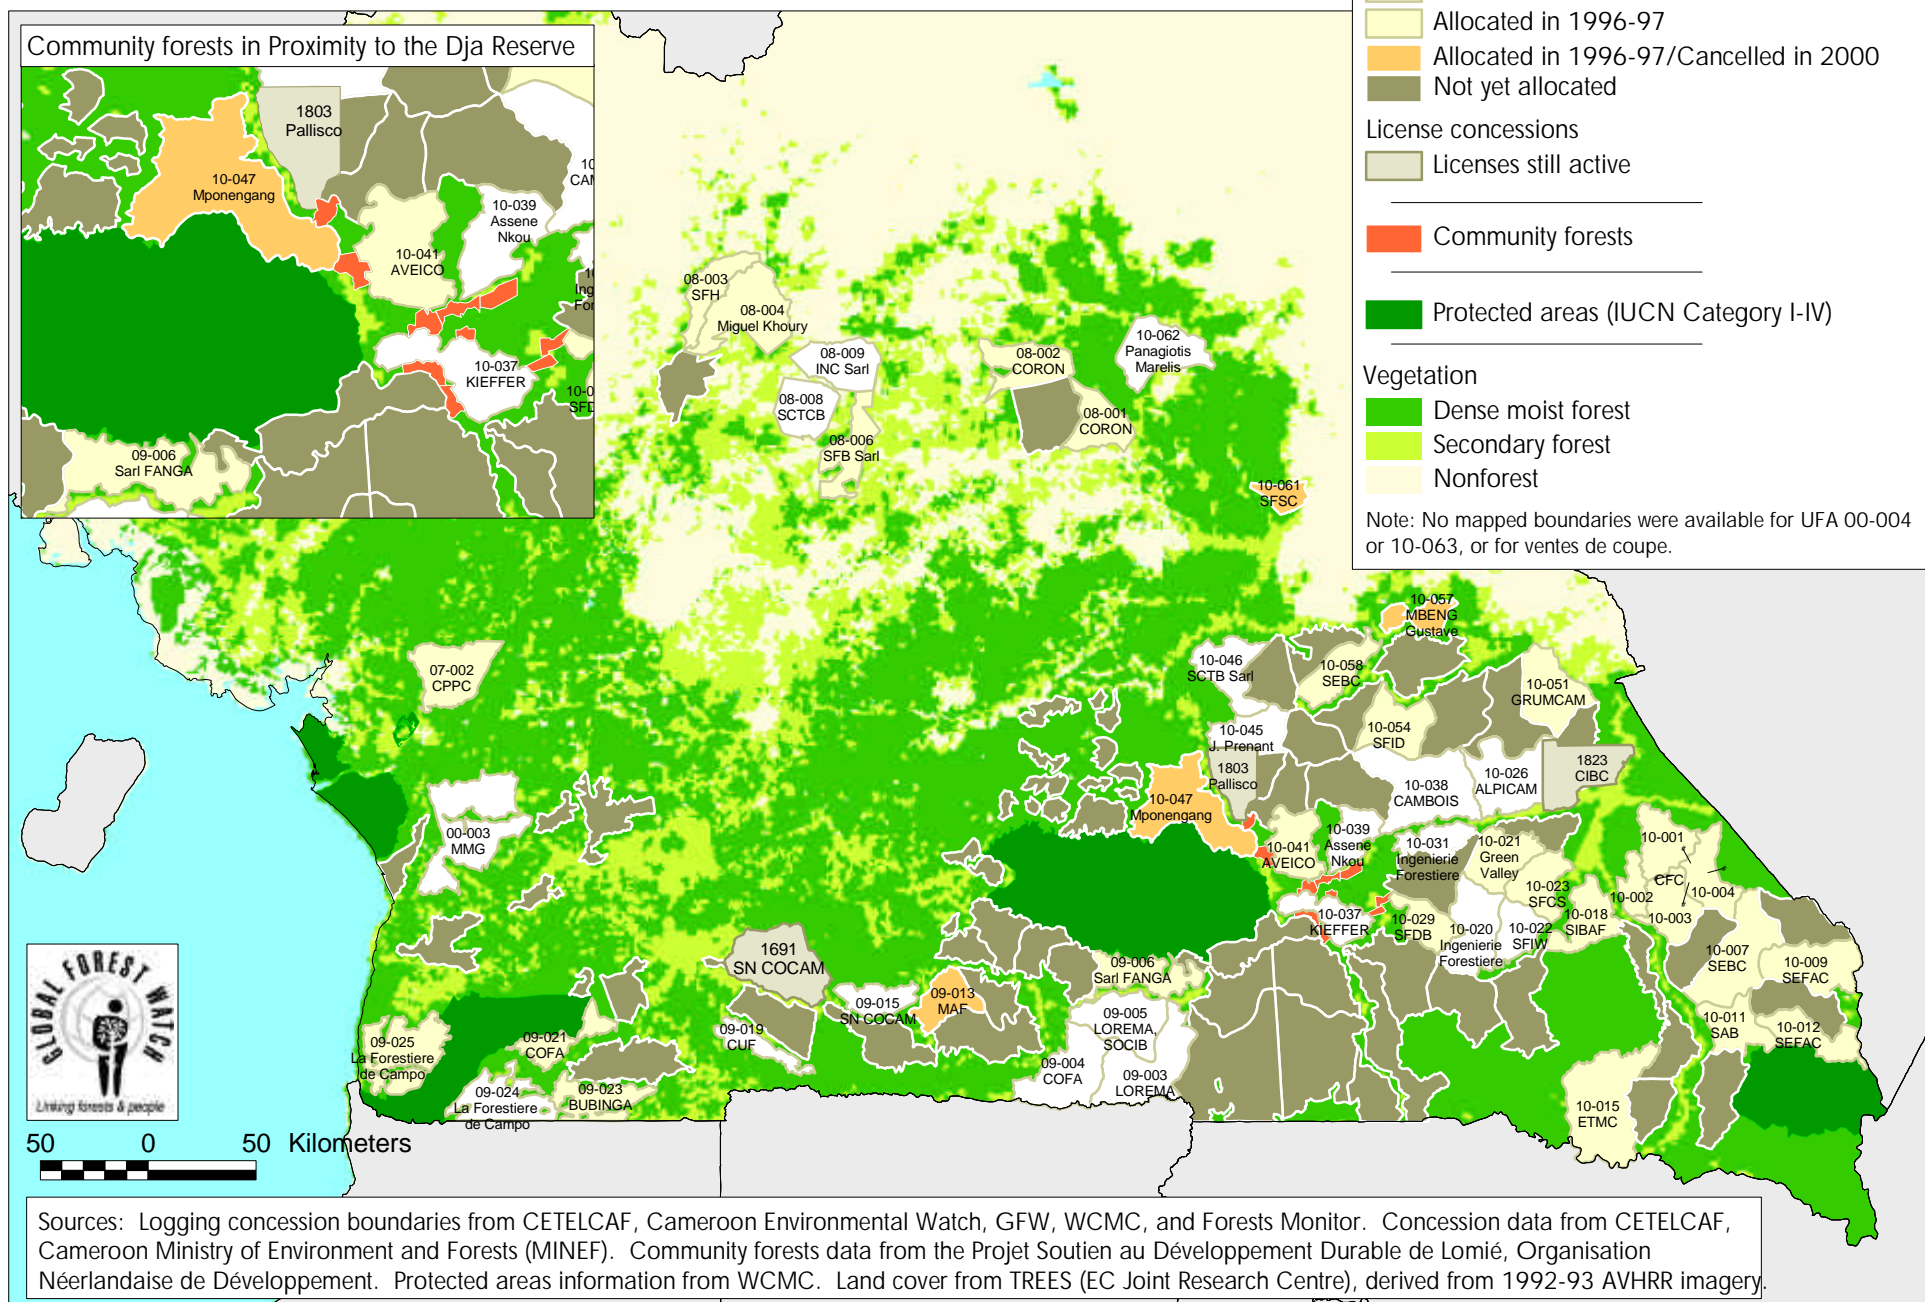 Community forests in Proximity to the Dja Reserve
1803
Pallisco
10-047
Mponengang
10-039
Assene
Nkou
10-041
AVEICO
10-037
KIEFFER
09-006
Sarl FANGA
Allocated in 1996-97
Allocated in 1996-97/Cancelled in 2000
Not yet allocated
License concessions
Licenses still active
Community forests
Protected areas (IUCN Category I-IV)
Vegetation
Dense moist forest
Secondary forest
Nonforest
Note: No mapped boundaries were available for UFA 00-004
or 10-063, or for ventes de coupe.
08-003
SFH
08-004
Miguel Khoury
08-009
INC Sarl
08-008
SCTCB
08-006
SFB Sarl
08-002
CORON
08-001
CORON
10-062
Panagiotis
Marelis
10-061
SFSC
10-057
MBENG
Gustave
07-002
CPPC
10-046
SCTB Sarl
10-058
SEBC
10-051
GRUMCAM
10-054
SFID
10-045
J. Prenant
1803
Pallisco
1823
CIBC
10-026
ALPICAM
10-038
CAMBOIS
10-047
Mponengang
00-003
MMG
10-041
AVEICO
10-039
Assene
Nkou
10-031
Ingenierie
Forestiere
10-021
Green
Valley
10-001
CFC
10-002
10-004
10-003
10-023
SFCS
10-018
SIBAF
10-037
KIEFFER
10-029
SFDB
10-020
Ingenierie
Forestiere
10-022
SFIW
10-007
SEBC
10-009
SEFAC
1691
SN COCAM
09-006
Sarl FANGA
09-013
MAF
09-015
SN COCAM
09-005
LOREMA,
SOCIB
10-011
SAB
10-012
SEFAC
09-019
CUF
09-004
COFA
09-003
LOREMA
09-025
La Forestiere
de Campo
09-021
COFA
09-024
La Forestiere
de Campo
09-023
BUBINGA
10-015
ETMC
GLOBAL FOREST WATCH
Linking forests & people
50 0 50 Kilometers
Sources: Logging concession boundaries from CETELCAF, Cameroon Environmental Watch, GFW, WCMC, and Forests Monitor. Concession data from CETELCAF,
Cameroon Ministry of Environment and Forests (MINEF). Community forests data from the Projet Soutien au Développement Durable de Lomié, Organisation
Néerlandaise de Développement. Protected areas information from WCMC. Land cover from TREES (EC Joint Research Centre), derived from 1992-93 AVHRR imagery.